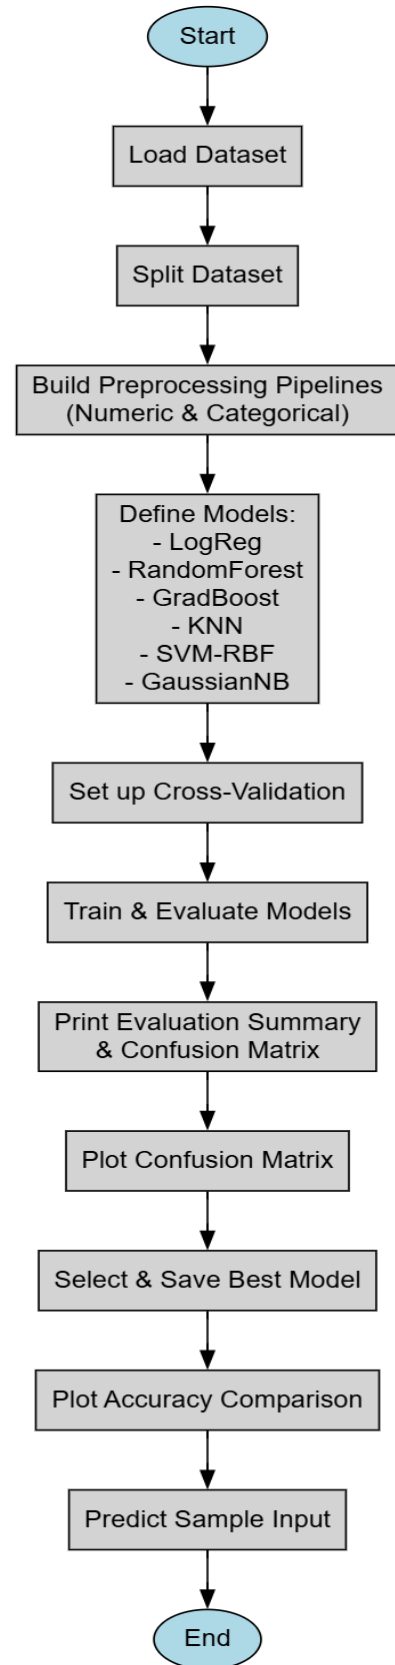 Start
Load Dataset
Split Dataset
Build Preprocessing Pipelines
(Numeric & Categorical)
Define Models:
- LogReg
- RandomForest
- GradBoost
- KNN
- SVM-RBF
- GaussianNB
Set up Cross-Validation
Train & Evaluate Models
Print Evaluation Summary
& Confusion Matrix
Plot Confusion Matrix
Select & Save Best Model
Plot Accuracy Comparison
Predict Sample Input
End